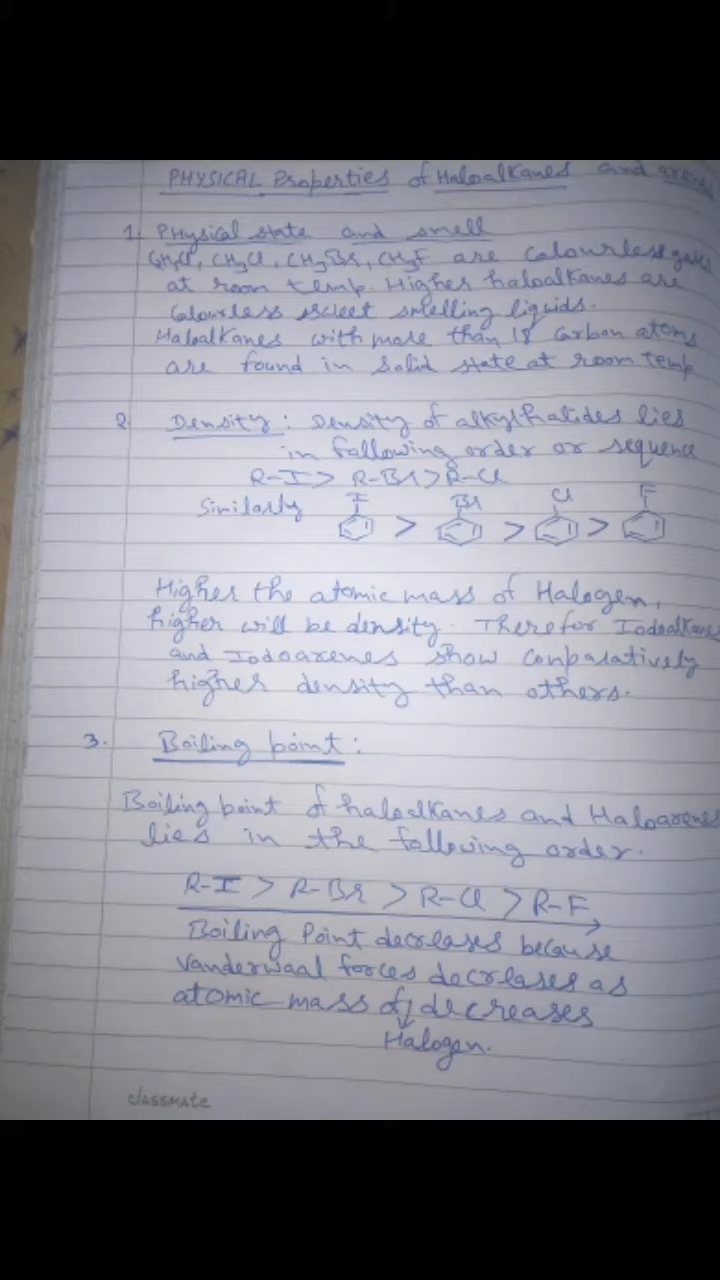 PHYSICAL Properties of Haloalkanes and
1. Physical state and smell
CH3Cl, CH3Br, CH3F are Colourless gases
at room temp. Higher haloalkanes are
Colourless sweet smelling liquids.
Haloalkanes with more than 18 Carbon atoms
are found in Solid state at room temp
2. Density: Density of alkyl halides lies
in following order or sequence
R-I > R-Br > R-Cl
Similarly I > Br > Cl > F
Higher the atomic mass of Halogen,
higher will be density. Therefor Iodoalkanes
and Iodoarenes show comparatively
higher density than others.
3. Boiling point:
Boiling point of haloalkanes and Haloarenes
lies in the following order.
R-I > R-Br > R-Cl > R-F
Boiling Point decreases because
Vanderwaal forces decreases as
atomic mass of decreases
Halogen.
classmate